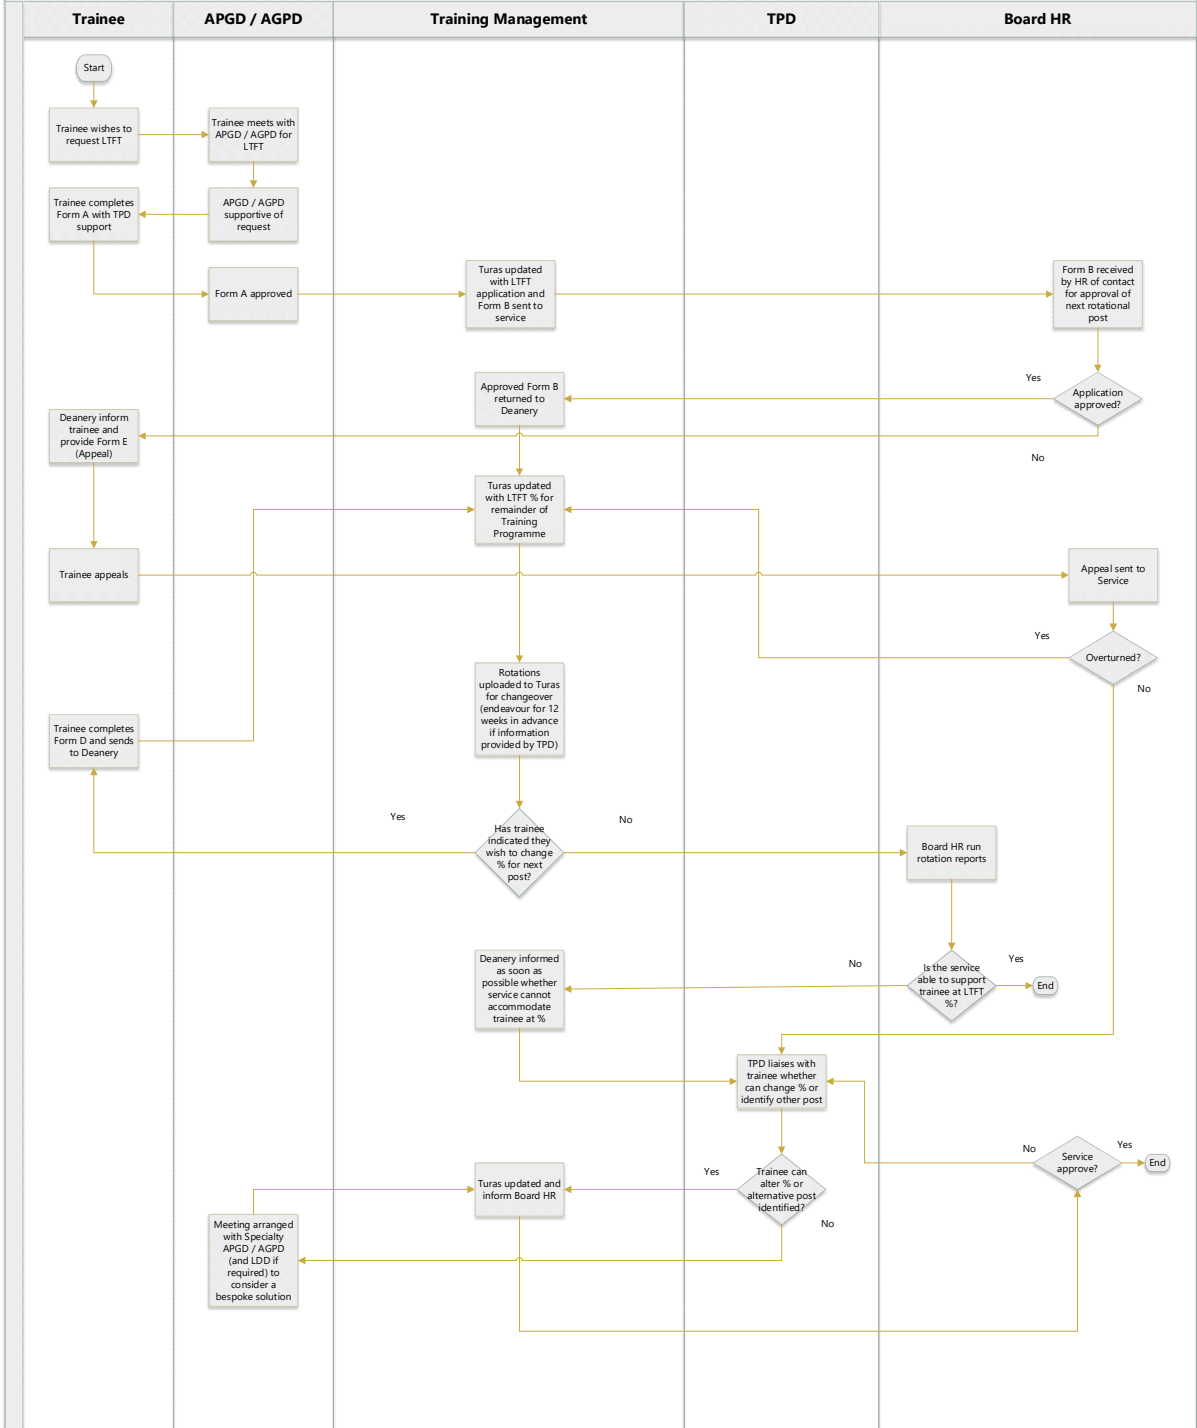 Trainee
APGD / AGPD
Training Management
TPD
Board HR
Start
Trainee wishes to
request LTFT
Trainee meets with
APGD / AGPD for
LTFT
Trainee completes
Form A with TPD
support
APGD / AGPD
supportive of
request
Form A approved
Turas updated
with LTFT
application and
Form B sent to
service
Form B received
by HR of contact
for approval of
next rotational
post
Approved Form B
returned to
Deanery
Yes
Application
approved?
No
Deanery inform
trainee and
provide Form E
(Appeal)
Turas updated
with LTFT % for
remainder of
Training
Programme
Trainee appeals
Appeal sent to
Service
Yes
Overturned?
No
Rotations
uploaded to Turas
for changeover
(endeavour for 12
weeks in advance
if information
provided by TPD)
Trainee completes
Form D and sends
to Deanery
Yes
Has trainee
indicated they
wish to change
% for next
post?
No
Board HR run
rotation reports
Deanery informed
as soon as
possible whether
service cannot
accommodate
trainee at %
No
Is the service
able to support
trainee at LTFT
%?
Yes
End
TPD liaises with
trainee whether
can change % or
identify other post
No
Service
approve?
Yes
End
Turas updated and
inform Board HR
Yes
Trainee can
alter % or
alternative post
identified?
No
Meeting arranged
with Specialty
APGD / AGPD
(and LDD if
required) to
consider a
bespoke solution